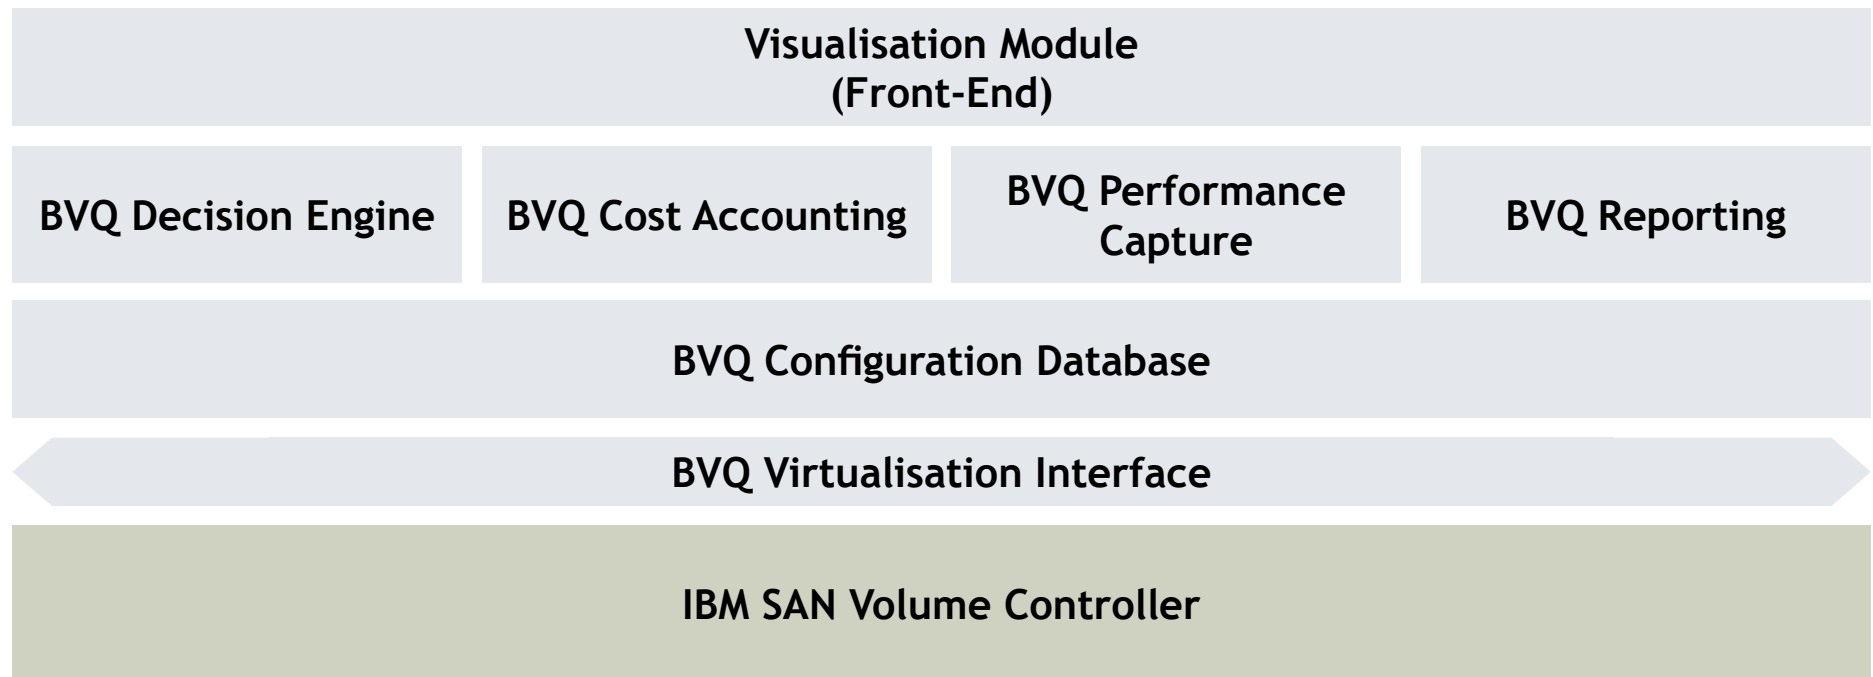 Visualisation Module
(Front-End)
BVQ Decision Engine
BVQ Cost Accounting
BVQ Performance
Capture
BVQ Reporting
BVQ Configuration Database
BVQ Virtualisation Interface
IBM SAN Volume Controller